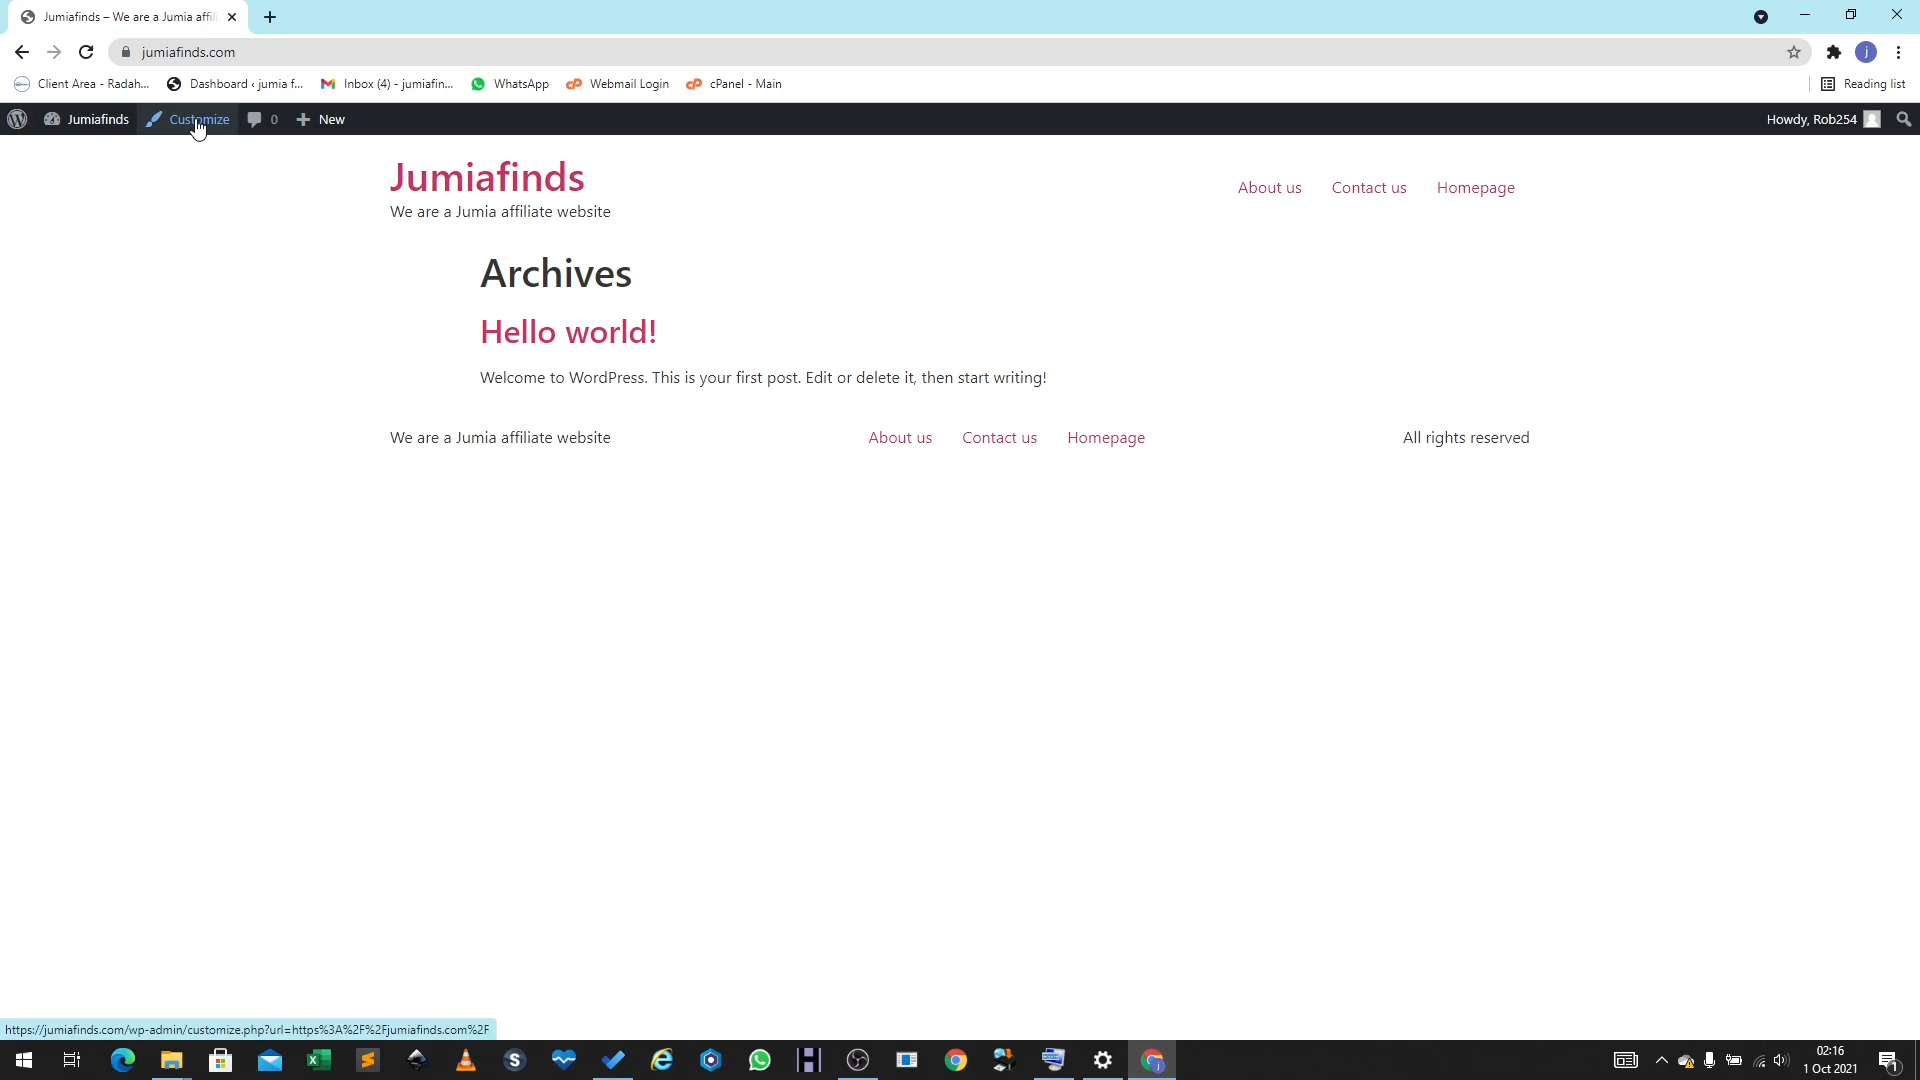 Jumiafinds – We are a Jumia affili
jumiafinds.com
Client Area - Radah...
Dashboard ‹ jumia f...
Inbox (4) - jumiafin...
WhatsApp
Webmail Login
cPanel - Main
Reading list
Jumiafinds
Customize
0
New
Howdy, Rob254
Jumiafinds
We are a Jumia affiliate website
About us
Contact us
Homepage
Archives
Hello world!
Welcome to WordPress. This is your first post. Edit or delete it, then start writing!
We are a Jumia affiliate website
About us
Contact us
Homepage
All rights reserved
https://jumiafinds.com/wp-admin/customize.php?url=https%3A%2F%2Fjumiafinds.com%2F
02:16
1 Oct 2021